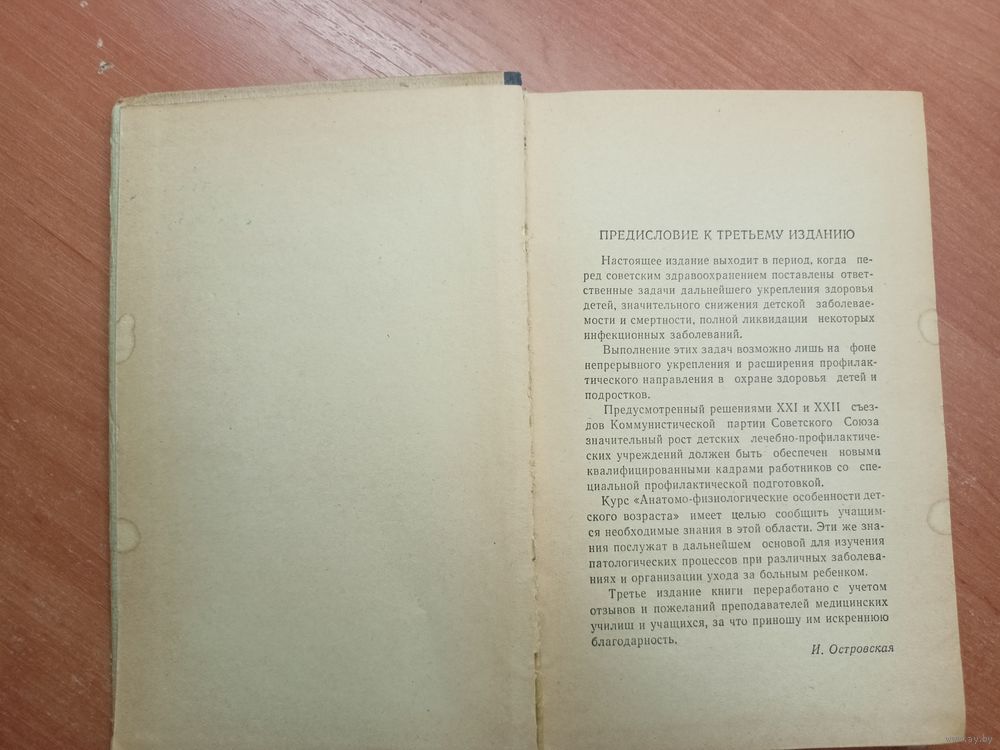 ПРЕДИСЛОВИЕ К ТРЕТЬЕМУ ИЗДАНИЮ
Настоящее издание выходит в период, когда пе-
ред советским здравоохранением поставлены ответ-
ственные задачи дальнейшего укрепления здоровья
детей, значительного снижения детской заболевае-
мости и смертности, полной ликвидации некоторых
инфекционных заболеваний.
Выполнение этих задач возможно лишь на фоне
непрерывного укрепления и расширения профилак-
тического направления в охране здоровья детей и
подростков.
Предусмотренный решениями XXI и XXII съез-
дов Коммунистической партии Советского Союза
значительный рост детских лечебно-профилактиче-
ских учреждений должен быть обеспечен новыми
квалифицированными кадрами работников со спе-
циальной профилактической подготовкой.
Курс «Анатомо-физиологические особенности дет-
ского возраста» имеет целью сообщить учащим-
ся необходимые знания в этой области. Эти же зна-
ния послужат в дальнейшем основой для изучения
патологических процессов при различных заболева-
ниях и организации ухода за больным ребенком.
Третье издание книги переработано с учетом
отзывов и пожеланий преподавателей медицинских
училиш и учащихся, за что приношу им искреннюю
благодарность.
И. Островская
www.ay.by